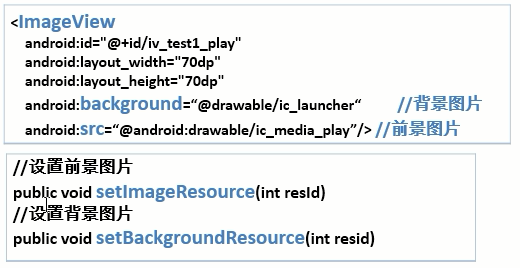 <ImageView
android:id="@+id/iv_test1_play"
android:layout_width="70dp"
android:layout_height="70dp"
android:background=“@drawable/ic_launcher“ //背景图片
android:src=“@android:drawable/ic_media_play”/> //前景图片
//设置前景图片
public void setImageResource(int resId)
//设置背景图片
public void setBackgroundResource(int resid)